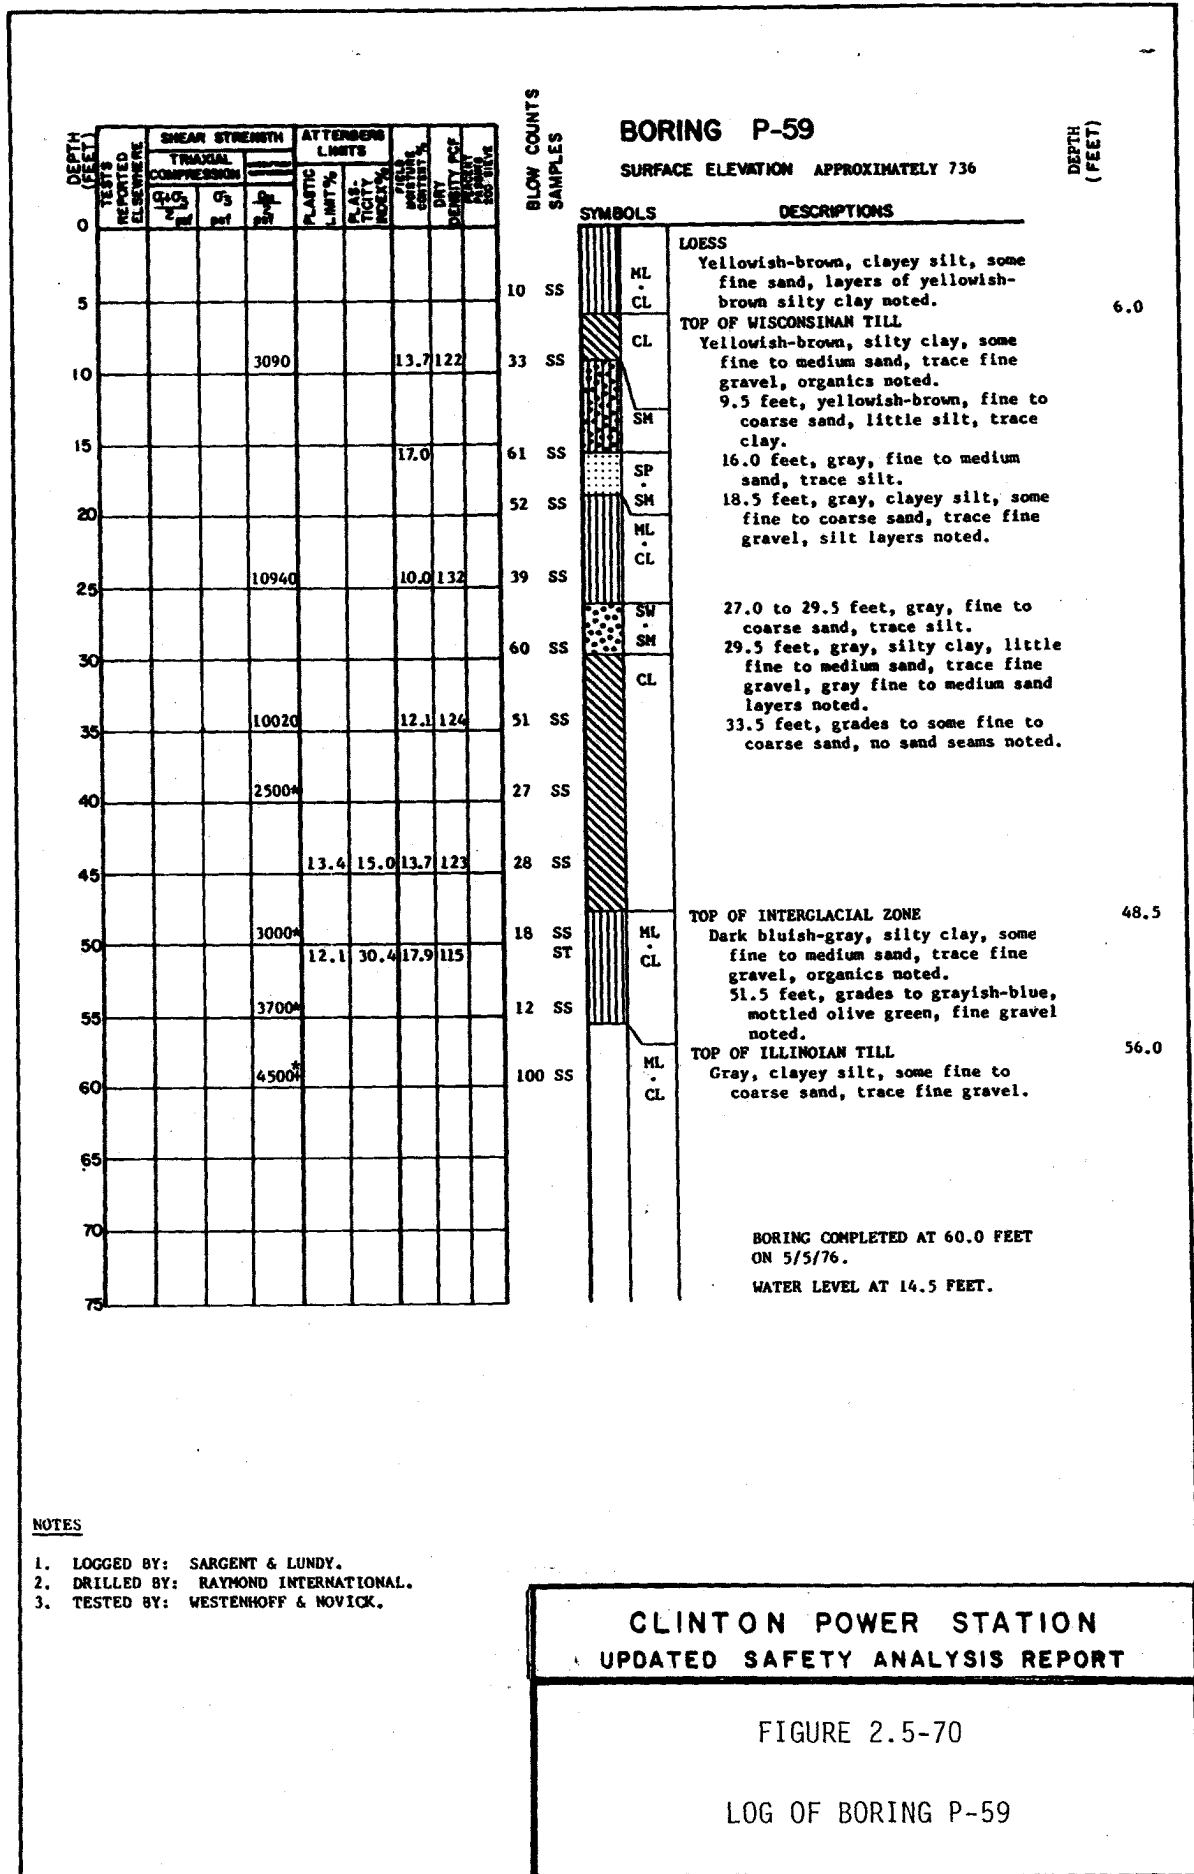 DEPTH (FEET)
TESTS REPORTED ELSEWHERE
SHEAR STRENGTH
TRIAXIAL COMPRESSION
psf
psf
psf
ATTERBERG LIMITS
PLASTIC LIMIT %
PLAS- TICITY INDEX %
FIELD MOISTURE CONTENT %
DRY DENSITY PCF
PERCENT PASSING 200 SIEVE
BLOW COUNTS
SAMPLES
BORING P-59
SURFACE ELEVATION APPROXIMATELY 736
DEPTH (FEET)
SYMBOLS
DESCRIPTIONS
0
5
10
15
20
25
30
35
40
45
50
55
60
65
70
75
10 SS
3090 13.7 122 33 SS
17.0 61 SS
52 SS
10940 10.0 132 39 SS
60 SS
10020 12.1 124 51 SS
2500* 27 SS
13.4 15.0 13.7 123 28 SS
3000* 18 SS
12.1 30.4 17.9 115 ST
3700* 12 SS
4500+* 100 SS
ML · CL
CL
SM
SP · SM
ML · CL
SW · SM
CL
ML · CL
ML · CL
LOESS
Yellowish-brown, clayey silt, some
fine sand, layers of yellowish-
brown silty clay noted.
6.0
TOP OF WISCONSINAN TILL
Yellowish-brown, silty clay, some
fine to medium sand, trace fine
gravel, organics noted.
9.5 feet, yellowish-brown, fine to
coarse sand, little silt, trace
clay.
16.0 feet, gray, fine to medium
sand, trace silt.
18.5 feet, gray, clayey silt, some
fine to coarse sand, trace fine
gravel, silt layers noted.
27.0 to 29.5 feet, gray, fine to
coarse sand, trace silt.
29.5 feet, gray, silty clay, little
fine to medium sand, trace fine
gravel, gray fine to medium sand
layers noted.
33.5 feet, grades to some fine to
coarse sand, no sand seams noted.
TOP OF INTERGLACIAL ZONE
48.5
Dark bluish-gray, silty clay, some
fine to medium sand, trace fine
gravel, organics noted.
51.5 feet, grades to grayish-blue,
mottled olive green, fine gravel
noted.
TOP OF ILLINOIAN TILL
56.0
Gray, clayey silt, some fine to
coarse sand, trace fine gravel.
BORING COMPLETED AT 60.0 FEET
ON 5/5/76.
WATER LEVEL AT 14.5 FEET.
NOTES
1. LOGGED BY: SARGENT & LUNDY.
2. DRILLED BY: RAYMOND INTERNATIONAL.
3. TESTED BY: WESTENHOFF & NOVICK.
CLINTON POWER STATION
UPDATED SAFETY ANALYSIS REPORT
FIGURE 2.5-70
LOG OF BORING P-59